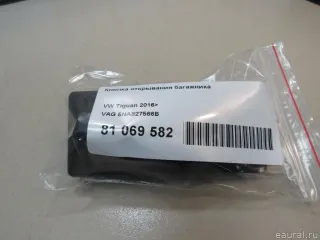 Кнопка открывания багажника
VW Tiguan 2016>
VAG 5NA827566B
81 069 582
eaural.ru